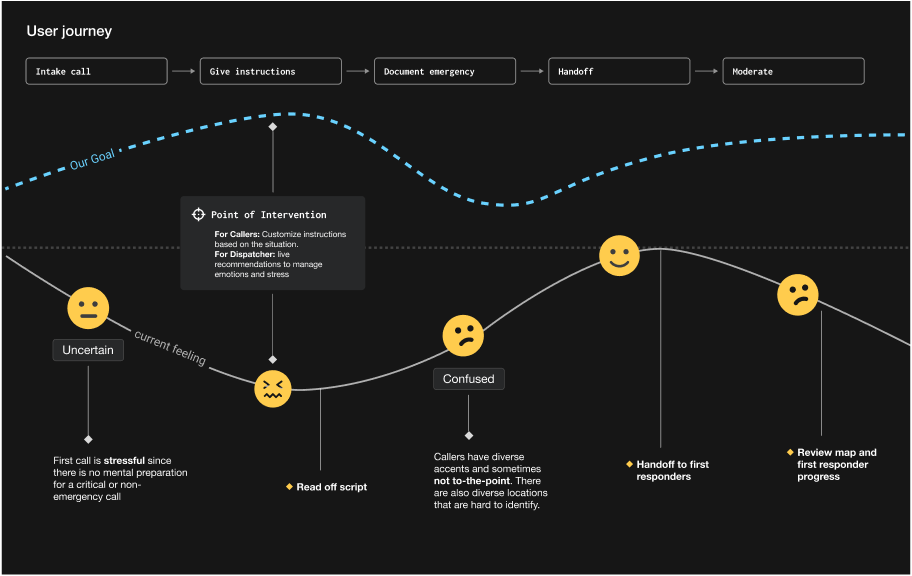 User journey
Intake call
Give instructions
Document emergency
Handoff
Moderate
Our Goal
Point of Intervention
For Callers: Customize instructions
based on the situation.
For Dispatcher: live
recommendations to manage
emotions and stress
current feeling
Uncertain
Confused
First call is stressful since
there is no mental preparation
for a critical or non-
emergency call
Read off script
Callers have diverse
accents and sometimes
not to-the-point. There
are also diverse locations
that are hard to identify.
Handoff to first
responders
Review map and
first responder
progress